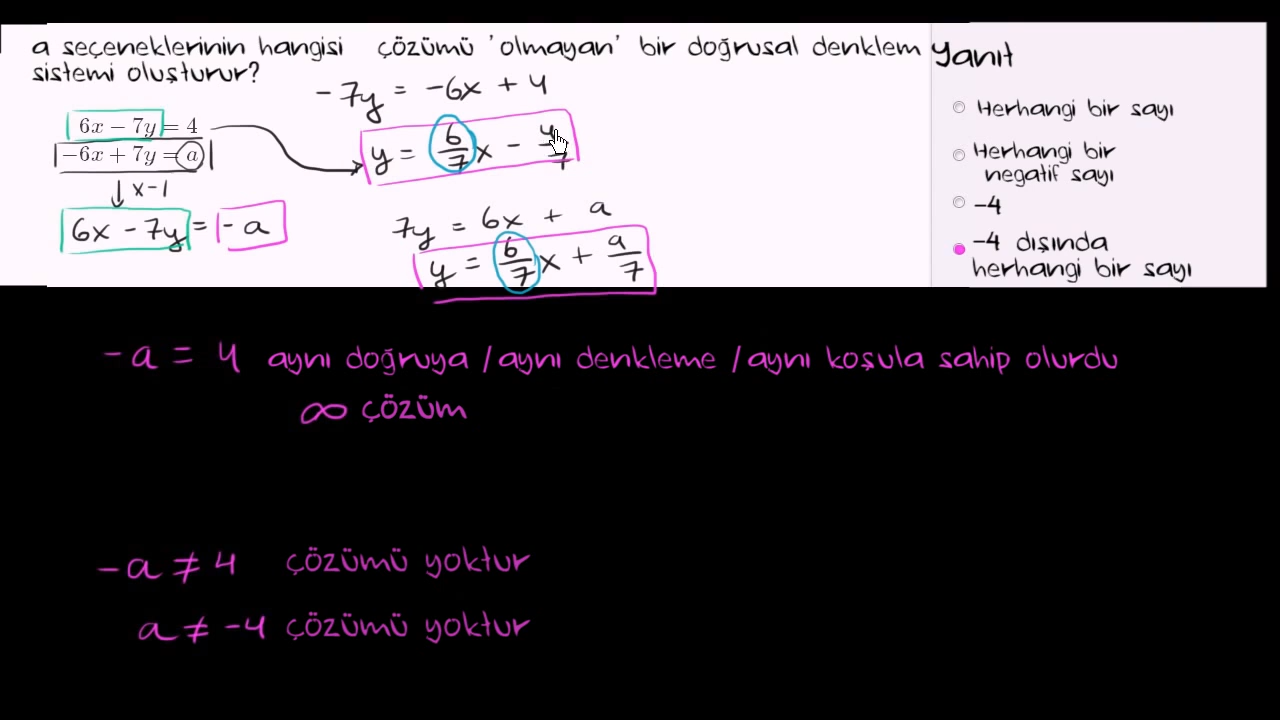 a seçeneklerinin hangisi çözümü 'olmayan' bir doğrusal denklem
sistemi oluşturur?
6x − 7y = 4
−6x + 7y = a
x-1
6x - 7y = - a
- 7y = -6x + 4
y = 6/7 x - 4/7
7y = 6x + a
y = 6/7 x + a/7
Yanıt
Herhangi bir sayı
Herhangi bir
negatif sayı
-4
-4 dışında
herhangi bir sayı
-a = 4 aynı doğruya / aynı denkleme / aynı koşula sahip olurdu
∞ çözüm
-a ≠ 4 çözümü yoktur
a ≠ -4 çözümü yoktur